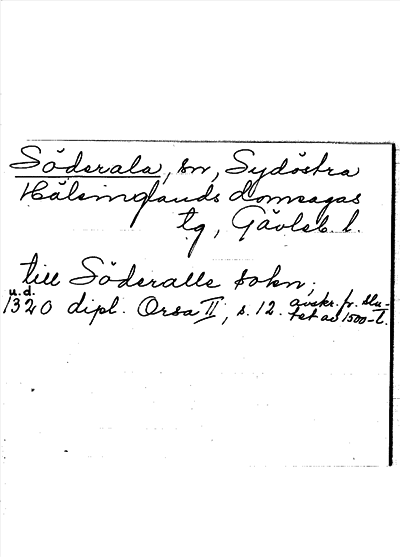 Söderala, sn, Sydöstra
Hälsinglands domsagas
tg, Gävleb. l.
till Söderalle sokn,
u.d.
1320 dipl. Orsa II, s. 12. avskr. fr. slu-
tet av 1500-t.